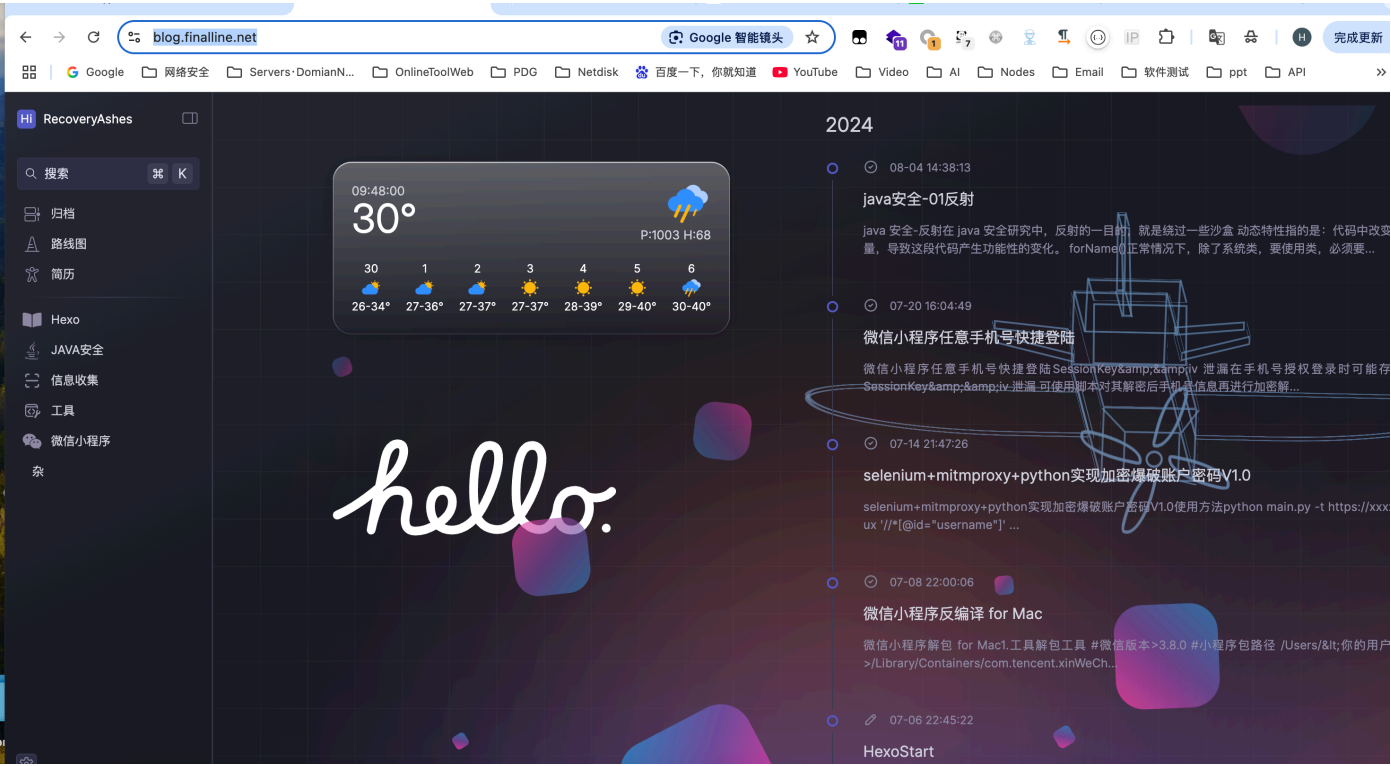 blog.finalline.net
Google 智能镜头
11
1
7
IP
H
完成更新
Google
网络安全
Servers·DomianN...
OnlineToolWeb
PDG
Netdisk
百度一下，你就知道
YouTube
Video
AI
Nodes
Email
软件测试
ppt
API
Hi RecoveryAshes
搜索 ⌘ K
归档
路线图
简历
Hexo
JAVA安全
信息收集
工具
微信小程序
杂
09:48:00
30°
P:1003 H:68
30 1 2 3 4 5 6
26-34° 27-36° 27-37° 27-37° 28-39° 29-40° 30-40°
hello.
2024
08-04 14:38:13
java安全-01反射
java 安全-反射在 java 安全研究中，反射的一目的，就是绕过一些沙盒 动态特性指的是：代码中改变
量，导致这段代码产生功能性的变化。 forName()正常情况下，除了系统类，要使用类，必须要...
07-20 16:04:49
微信小程序任意手机号快捷登陆
微信小程序任意手机号快捷登陆SessionKey&amp;&amp;iv 泄漏在手机号授权登录时可能存
SessionKey&amp;&amp;iv 泄漏 可使用脚本对其解密后手机号信息再进行加密解...
07-14 21:47:26
selenium+mitmproxy+python实现加密爆破账户密码V1.0
selenium+mitmproxy+python实现加密爆破账户密码V1.0使用方法python main.py -t https://xxx
ux '//*[@id="username"]' ...
07-08 22:00:06
微信小程序反编译 for Mac
微信小程序解包 for Mac1.工具解包工具 #微信版本>3.8.0 #小程序包路径 /Users/&lt;你的用户
>/Library/Containers/com.tencent.xinWeCh...
07-06 22:45:22
HexoStart